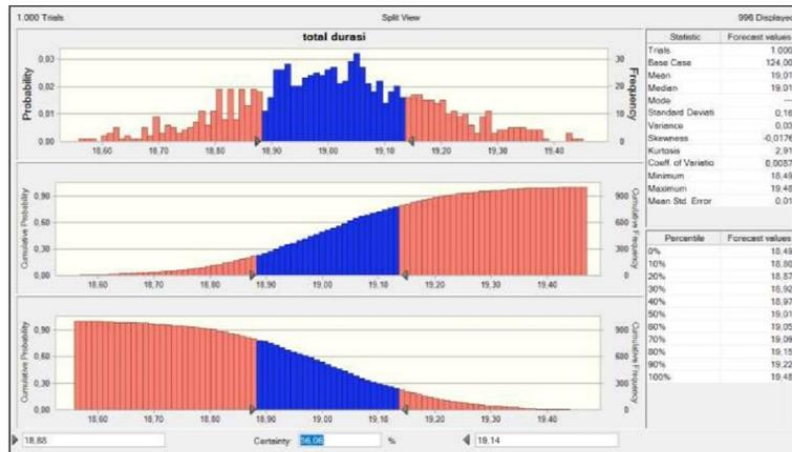 1.000 Trials Split View 996 Displayed
total durasi
Probability
0,03
0,02
0,01
0,00
Frequency
30
20
10
0
18,60 18,70 18,80 18,90 19,00 19,10 19,20 19,30 19,40
Cumulative Probability
0,90
0,60
0,30
0,00
Cumulative Frequency
900
600
300
0
18,60 18,70 18,80 18,90 19,00 19,10 19,20 19,30 19,40
Cumulative Probability
0,90
0,60
0,30
0,00
Cumulative Frequency
900
600
300
0
18,60 18,70 18,80 18,90 19,00 19,10 19,20 19,30 19,40
18,88 Certainty: 56,06 % 19,14
Statistic Forecast values
Trials 1.000
Base Case 124,00
Mean 19,01
Median 19,01
Mode ---
Standard Deviati 0,16
Variance 0,03
Skewness -0,0176
Kurtosis 2,91
Coeff. of Variatio 0,0087
Minimum 18,49
Maximum 19,48
Mean Std. Error 0,01
Percentile Forecast values
0% 18,49
10% 18,80
20% 18,87
30% 18,92
40% 18,97
50% 19,01
60% 19,05
70% 19,09
80% 19,15
90% 19,22
100% 19,48